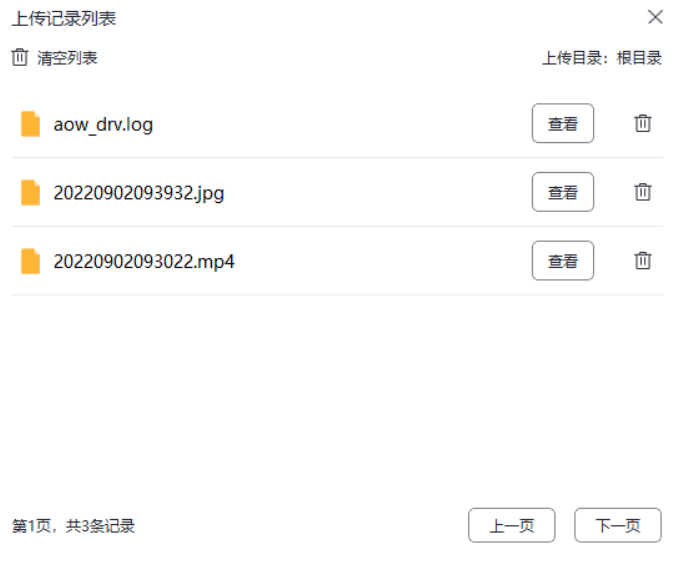 上传记录列表
清空列表 上传目录：根目录
aow_drv.log 查看
20220902093932.jpg 查看
20220902093022.mp4 查看
第1页，共3条记录 上一页 下一页